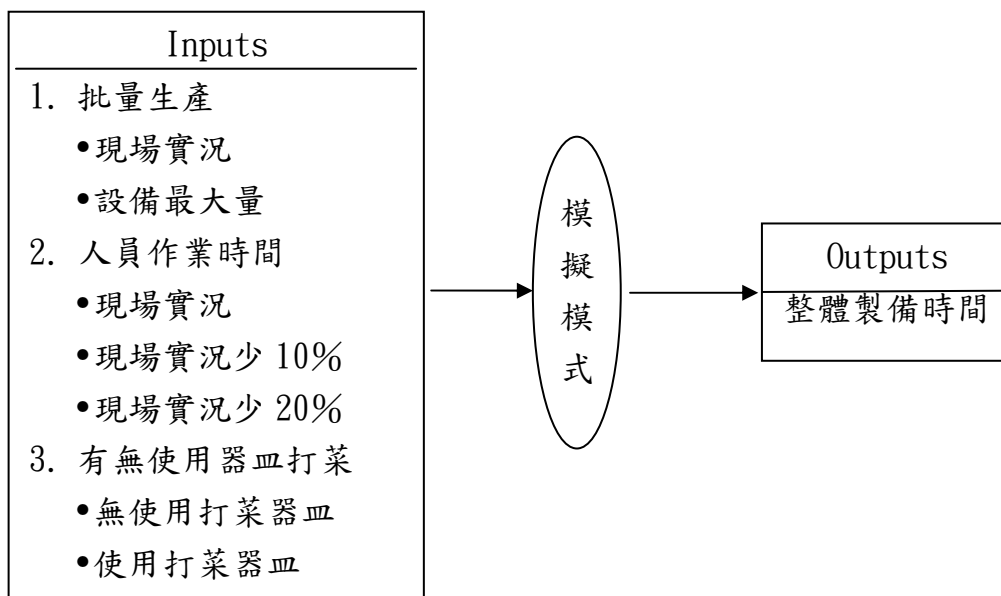 Inputs
1. 批量生產
•現場實況
•設備最大量
2. 人員作業時間
•現場實況
•現場實況少 10%
•現場實況少 20%
3. 有無使用器皿打菜
•無使用打菜器皿
•使用打菜器皿
模
擬
模
式
Outputs
整體製備時間